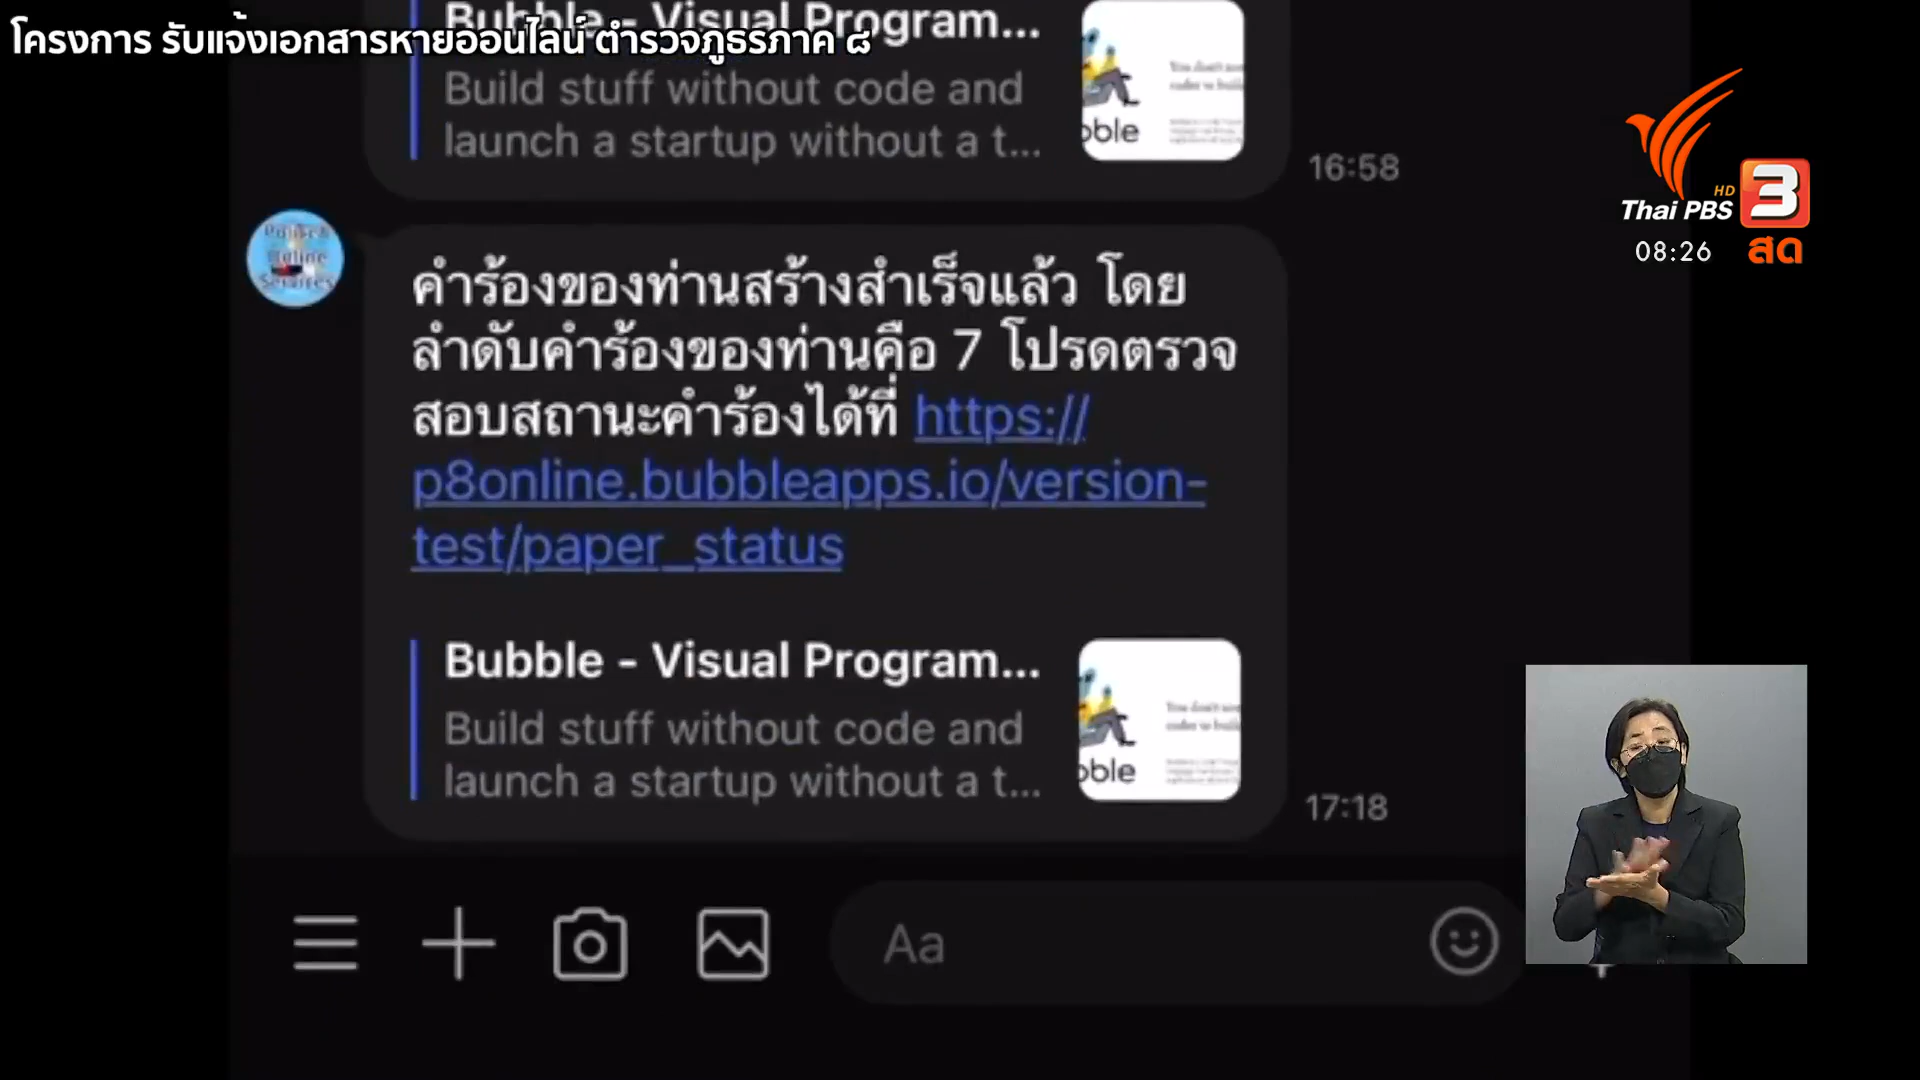 โครงการ รับแจ้งเอกสารหายออนไลน์ ตำรวจภูธรภาค ๘
Bubble - Visual Program...
Build stuff without code and
launch a startup without a t...
bble
16:58
Thai PBS
HD
3
08:26
สด
Online
Services
คำร้องของท่านสร้างสำเร็จแล้ว โดย
ลำดับคำร้องของท่านคือ 7 โปรดตรวจ
สอบสถานะคำร้องได้ที่ https://
p8online.bubbleapps.io/version-
test/paper_status
Bubble - Visual Program...
Build stuff without code and
launch a startup without a t...
bble
17:18
Aa